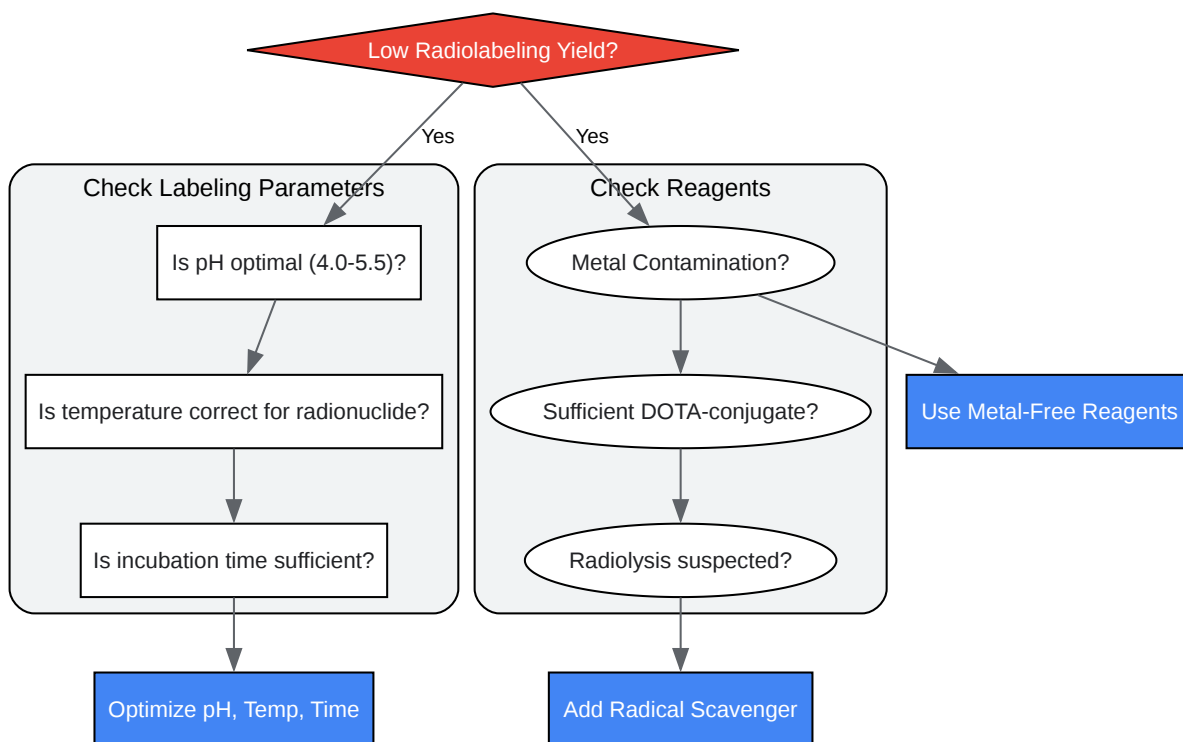 Low Radiolabeling Yield?
Yes
Yes
Check Labeling Parameters
Check Reagents
Is pH optimal (4.0-5.5)?
Metal Contamination?
Is temperature correct for radionuclide?
Sufficient DOTA-conjugate?
Use Metal-Free Reagents
Is incubation time sufficient?
Radiolysis suspected?
Optimize pH, Temp, Time
Add Radical Scavenger